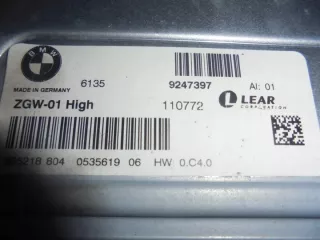 BMW
MADE IN GERMANY
6135 9247397 AI: 01
ZGW-01 High 110772 LEAR
CORPORATION
804 0535619 06 HW 0.C4.0